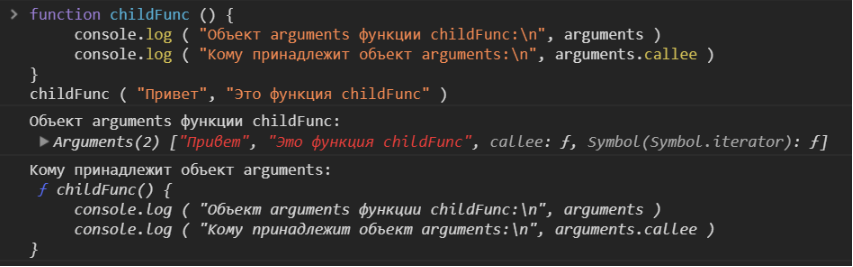 > function childFunc () {
console.log ( "Объект arguments функции childFunc:\n", arguments )
console.log ( "Кому принадлежит объект arguments:\n", arguments.callee )
}
childFunc ( "Привет", "Это функция childFunc" )
Объект arguments функции childFunc:
▶Arguments(2) ["Привет", "Это функция childFunc", callee: ƒ, Symbol(Symbol.iterator): ƒ]
Кому принадлежит объект arguments:
ƒ childFunc() {
console.log ( "Объект arguments функции childFunc:\n", arguments )
console.log ( "Кому принадлежит объект arguments:\n", arguments.callee )
}